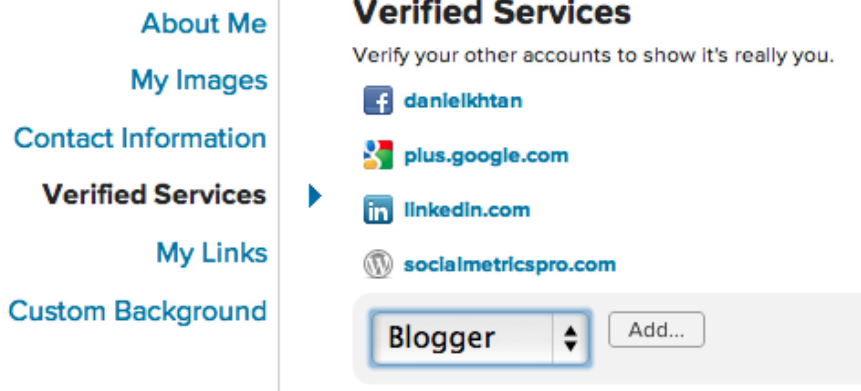 About Me
My Images
Contact Information
Verified Services
My Links
Custom Background
Verified Services
Verify your other accounts to show it's really you.
danielkhtan
plus.google.com
linkedin.com
socialmetricspro.com
Blogger
Add...